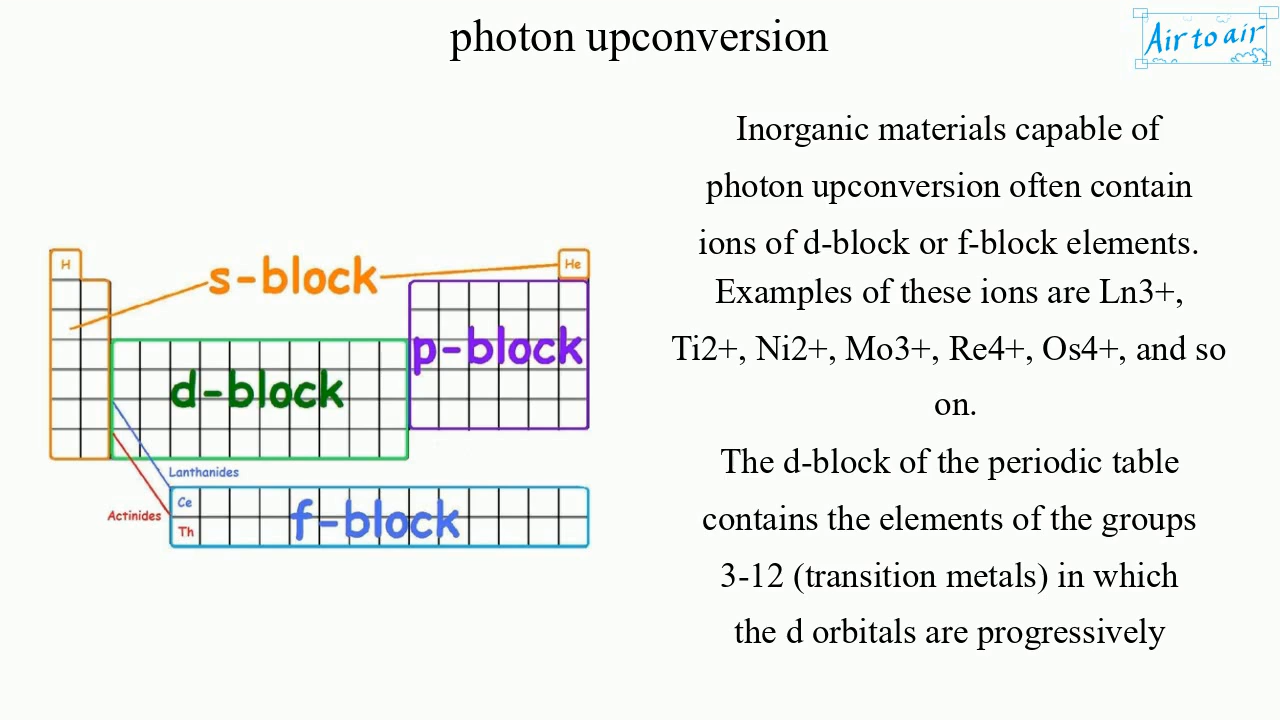 photon upconversion
Air to air
Inorganic materials capable of
photon upconversion often contain
ions of d-block or f-block elements.
Examples of these ions are Ln3+,
Ti2+, Ni2+, Mo3+, Re4+, Os4+, and so
on.
The d-block of the periodic table
contains the elements of the groups
3-12 (transition metals) in which
the d orbitals are progressively
H
s-block
He
p-block
d-block
Lanthanides
Ce
Actinides
f-block
Th